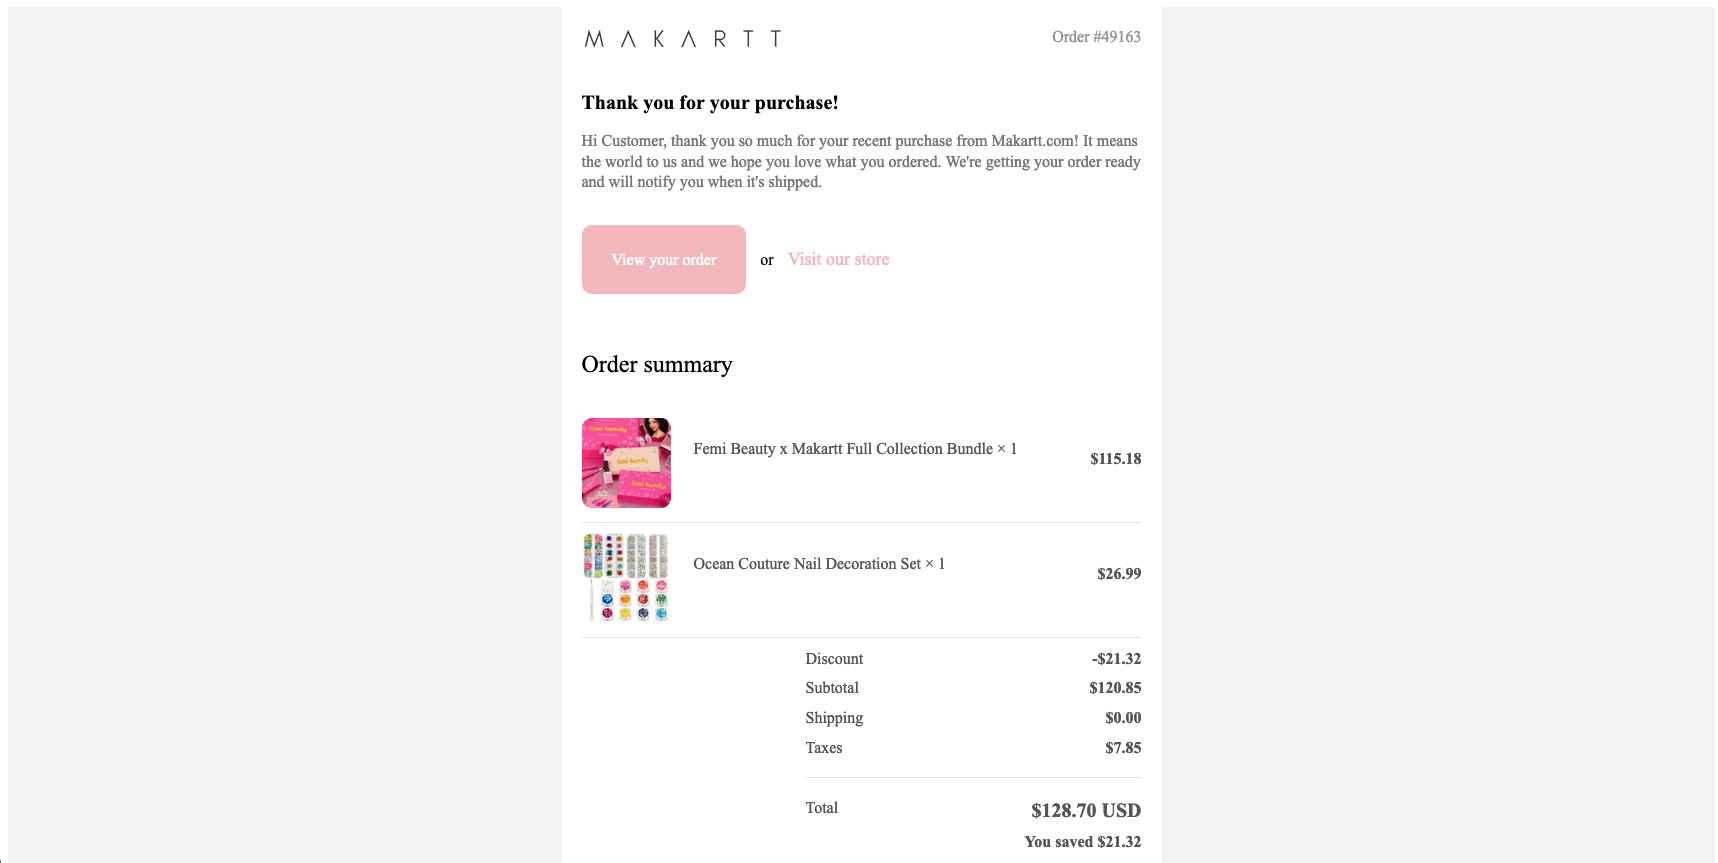 MAKARTT
Order #49163
Thank you for your purchase!
Hi Customer, thank you so much for your recent purchase from Makartt.com! It means
the world to us and we hope you love what you ordered. We're getting your order ready
and will notify you when it's shipped.
View your order or Visit our store
Order summary
femi beauty
femi beauty
femi beauty
Femi Beauty x Makartt Full Collection Bundle × 1
$115.18
Ocean Couture Nail Decoration Set × 1
$26.99
Discount -$21.32
Subtotal $120.85
Shipping $0.00
Taxes $7.85
Total $128.70 USD
You saved $21.32